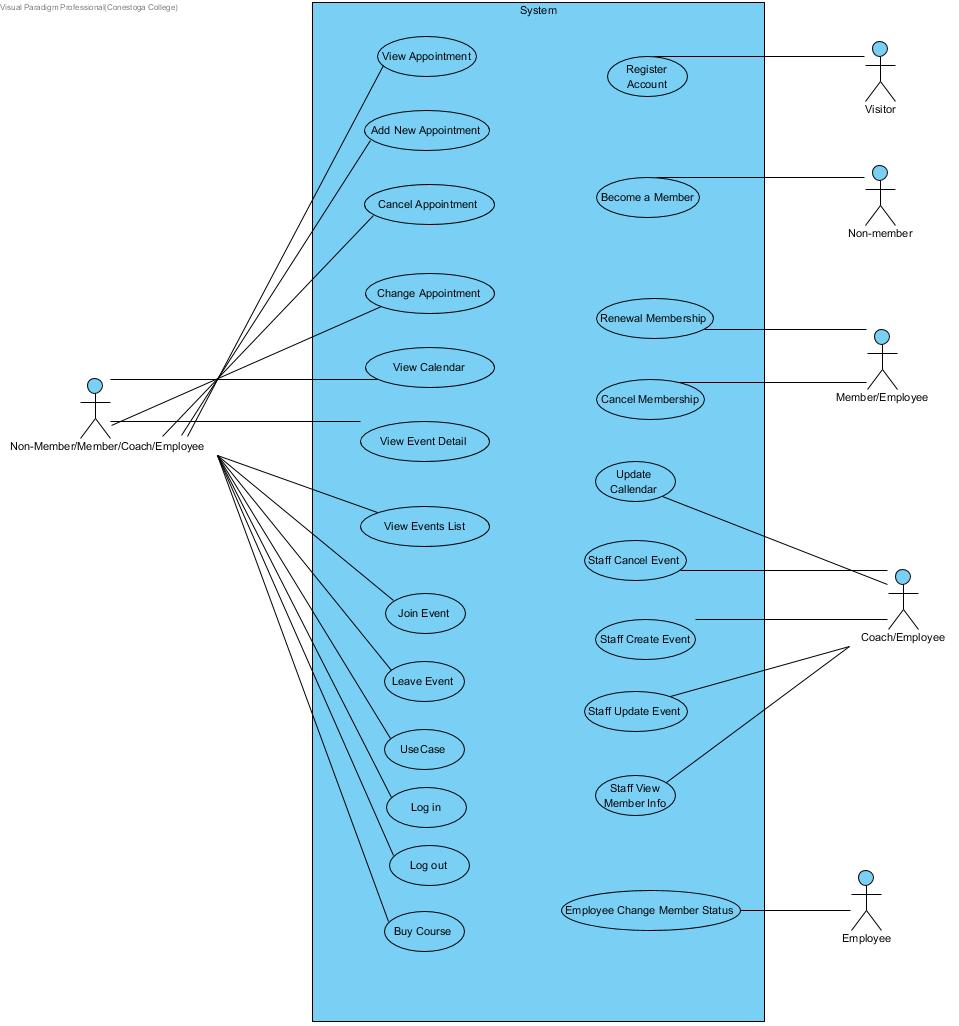 Visual Paradigm Professional(Conestoga College)
System
View Appointment
Add New Appointment
Cancel Appointment
Change Appointment
View Calendar
View Event Detail
View Events List
Join Event
Leave Event
UseCase
Log in
Log out
Buy Course
Non-Member/Member/Coach/Employee
Register
Account
Become a Member
Renewal Membership
Cancel Membership
Update
Callendar
Staff Cancel Event
Staff Create Event
Staff Update Event
Staff View
Member Info
Employee Change Member Status
Visitor
Non-member
Member/Employee
Coach/Employee
Employee